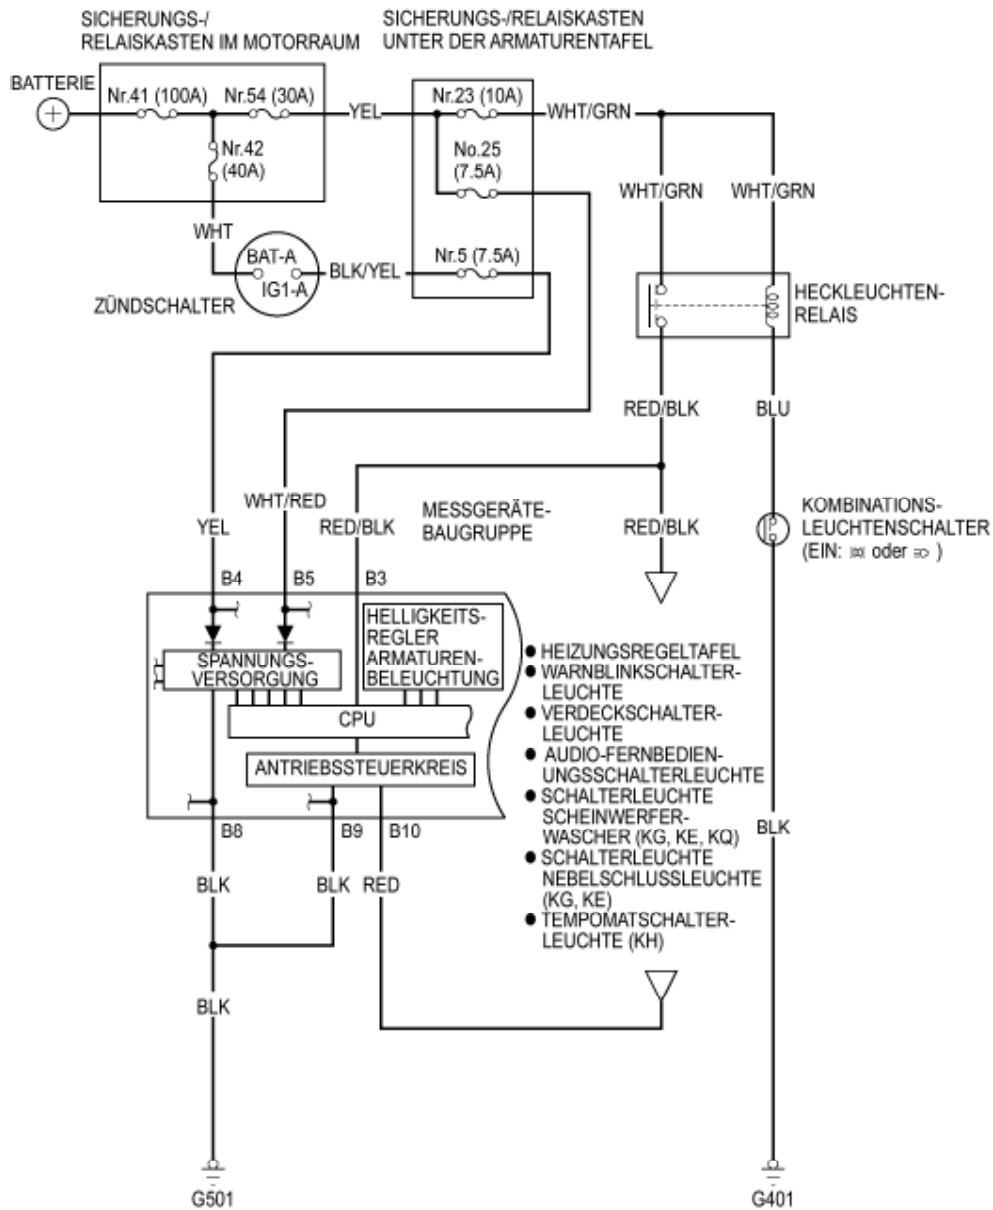 SICHERUNGS-/
RELAISKASTEN IM MOTORRAUM
SICHERUNGS-/RELAISKASTEN
UNTER DER ARMATURENTAFEL
BATTERIE
Nr.41 (100A)
Nr.54 (30A)
YEL
Nr.23 (10A)
WHT/GRN
Nr.42
(40A)
No.25
(7.5A)
WHT/GRN
WHT/GRN
WHT
BAT-A
IG1-A
BLK/YEL
Nr.5 (7.5A)
ZÜNDSCHALTER
HECKLEUCHTEN-
RELAIS
RED/BLK
BLU
WHT/RED
YEL
RED/BLK
MESSGERÄTE-
BAUGRUPPE
RED/BLK
KOMBINATIONS-
LEUCHTENSCHALTER
(EIN: oder )
B4
B5
B3
SPANNUNGS-
VERSORGUNG
HELLIGKEITS-
REGLER
ARMATUREN-
BELEUCHTUNG
CPU
ANTRIEBSSTEUERKREIS
● HEIZUNGSREGELTAFEL
● WARNBLINKSCHALTER-
LEUCHTE
● VERDECKSCHALTER-
LEUCHTE
● AUDIO-FERNBEDIEN-
UNGSSCHALTERLEUCHTE
● SCHALTERLEUCHTE
SCHEINWERFER-
WASCHER (KG, KE, KQ)
● SCHALTERLEUCHTE
NEBELSCHLUSSLEUCHTE
(KG, KE)
● TEMPOMATSCHALTER-
LEUCHTE (KH)
B8
B9
B10
BLK
BLK
BLK
RED
BLK
G501
G401